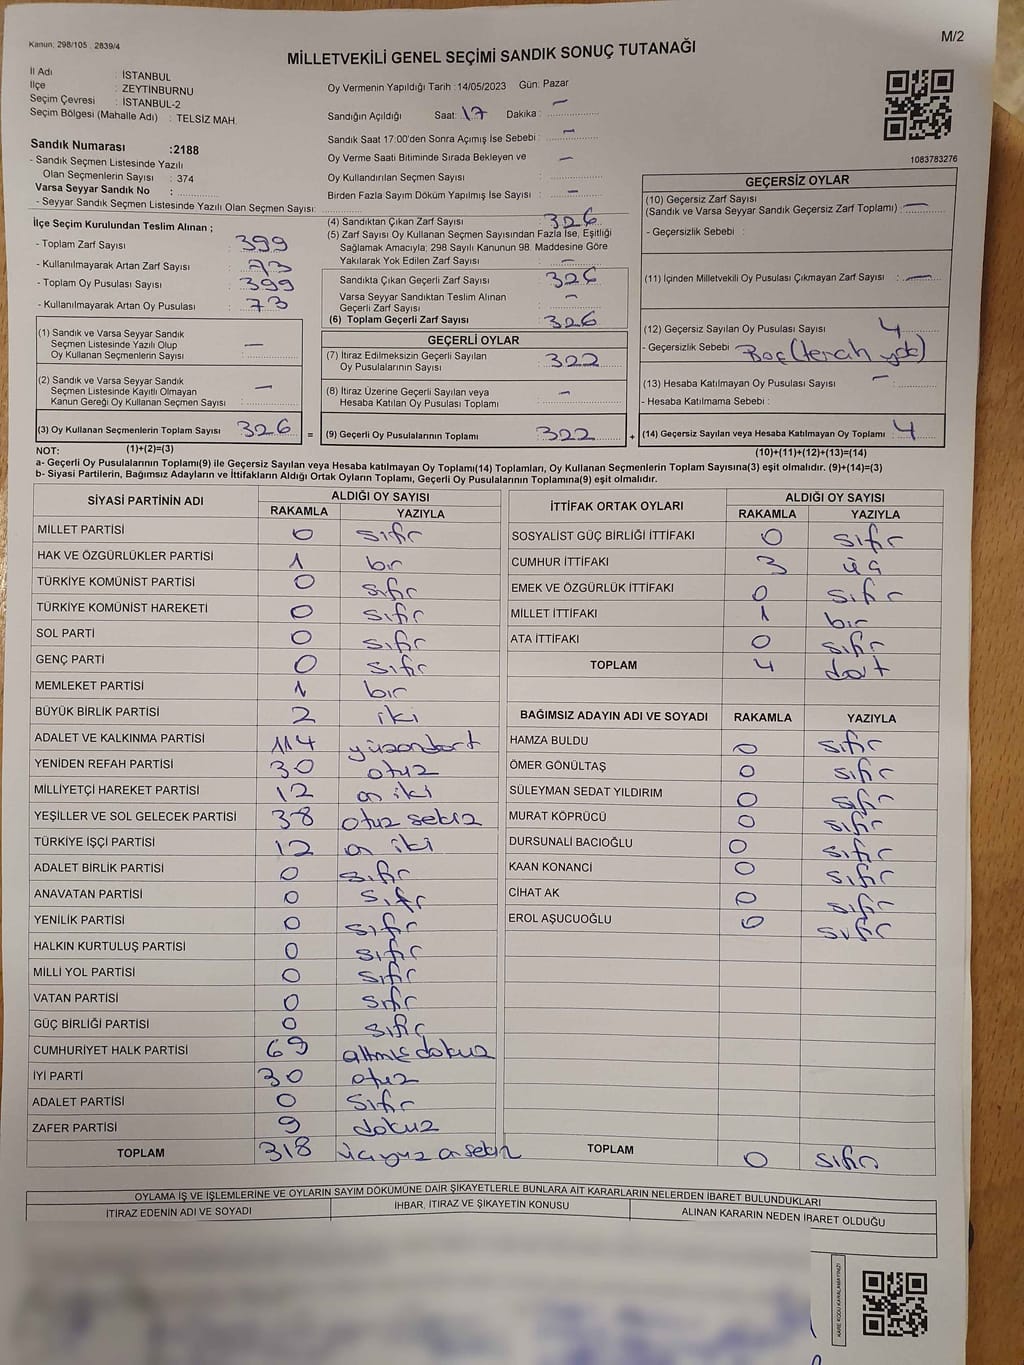 Kanun; 298/105 , 2839/4
M/2
MİLLETVEKİLİ GENEL SEÇİMİ SANDIK SONUÇ TUTANAĞI
İl Adı : İSTANBUL
İlçe : ZEYTİNBURNU
Seçim Çevresi : İSTANBUL-2
Seçim Bölgesi (Mahalle Adı) : TELSİZ MAH.
Sandık Numarası :2188
- Sandık Seçmen Listesinde Yazılı
Olan Seçmenlerin Sayısı : 374
Varsa Seyyar Sandık No :
- Seyyar Sandık Seçmen Listesinde Yazılı Olan Seçmen Sayısı:
Oy Vermenin Yapıldığı Tarih :14/05/2023 Gün: Pazar
Sandığın Açıldığı Saat: 17 Dakika : -
Sandık Saat 17:00'den Sonra Açımış İse Sebebi : -
Oy Verme Saati Bitiminde Sırada Bekleyen ve -
Oy Kullandırılan Seçmen Sayısı :
Birden Fazla Sayım Döküm Yapılmış İse Sayısı : -
1083783276
İlçe Seçim Kurulundan Teslim Alınan ;
- Toplam Zarf Sayısı : 399
- Kullanılmayarak Artan Zarf Sayısı : 73
- Toplam Oy Pusulası Sayısı : 399
- Kullanılmayarak Artan Oy Pusulası : 73
(1) Sandık ve Varsa Seyyar Sandık
Seçmen Listesinde Yazılı Olup
Oy Kullanan Seçmenlerin Sayısı : -
(2) Sandık ve Varsa Seyyar Sandık
Seçmen Listesinde Kayıtlı Olmayan
Kanun Gereği Oy Kullanan Seçmen Sayısı : -
(3) Oy Kullanan Seçmenlerin Toplam Sayısı : 326
(4) Sandıktan Çıkan Zarf Sayısı : 326
(5) Zarf Sayısı Oy Kullanan Seçmen Sayısından Fazla İse, Eşitliği
Sağlamak Amacıyla; 298 Sayılı Kanunun 98. Maddesine Göre
Yakılarak Yok Edilen Zarf Sayısı : -
Sandıkta Çıkan Geçerli Zarf Sayısı : 326
Varsa Seyyar Sandıktan Teslim Alınan
Geçerli Zarf Sayısı : -
(6) Toplam Geçerli Zarf Sayısı : 326
GEÇERLİ OYLAR
(7) İtiraz Edilmeksizin Geçerli Sayılan
Oy Pusulalarının Sayısı : 322
(8) İtiraz Üzerine Geçerli Sayılan veya
Hesaba Katılan Oy Pusulası Toplamı : -
= (9) Geçerli Oy Pusulalarının Toplamı : 322
GEÇERSİZ OYLAR
(10) Geçersiz Zarf Sayısı
(Sandık ve Varsa Seyyar Sandık Geçersiz Zarf Toplamı) : -
- Geçersizlik Sebebi :
(11) İçinden Milletvekili Oy Pusulası Çıkmayan Zarf Sayısı : -
(12) Geçersiz Sayılan Oy Pusulası Sayısı : 4
- Geçersizlik Sebebi : Boş (tercih yok)
(13) Hesaba Katılmayan Oy Pusulası Sayısı : -
- Hesaba Katılmama Sebebi :
+ (14) Geçersiz Sayılan veya Hesaba Katılmayan Oy Toplamı : 4
NOT: (1)+(2)=(3)
(10)+(11)+(12)+(13)=(14)
a- Geçerli Oy Pusulalarının Toplamı(9) ile Geçersiz Sayılan veya Hesaba katılmayan Oy Toplamı(14) Toplamları, Oy Kullanan Seçmenlerin Toplam Sayısına(3) eşit olmalıdır. (9)+(14)=(3)
b- Siyasi Partilerin, Bağımsız Adayların ve İttifakların Aldığı Ortak Oyların Toplamı, Geçerli Oy Pusulalarının Toplamına(9) eşit olmalıdır.
SİYASİ PARTİNİN ADI ALDIĞI OY SAYISI
RAKAMLA YAZIYLA
MİLLET PARTİSİ 0 sıfır
HAK VE ÖZGÜRLÜKLER PARTİSİ 1 bir
TÜRKİYE KOMÜNİST PARTİSİ 0 sıfır
TÜRKİYE KOMÜNİST HAREKETİ 0 sıfır
SOL PARTİ 0 sıfır
GENÇ PARTİ 0 sıfır
MEMLEKET PARTİSİ 1 bır
BÜYÜK BİRLİK PARTİSİ 2 iki
ADALET VE KALKINMA PARTİSİ 114 yüzondort
YENİDEN REFAH PARTİSİ 30 otuz
MİLLİYETÇİ HAREKET PARTİSİ 12 on iki
YEŞİLLER VE SOL GELECEK PARTİSİ 38 otuz sekız
TÜRKİYE İŞÇİ PARTİSİ 12 on iki
ADALET BİRLİK PARTİSİ 0 sıfır
ANAVATAN PARTİSİ 0 sıfır
YENİLİK PARTİSİ 0 sıfır
HALKIN KURTULUŞ PARTİSİ 0 sıfır
MİLLİ YOL PARTİSİ 0 sıfır
VATAN PARTİSİ 0 sıfır
GÜÇ BİRLİĞİ PARTİSİ 0 sıfır
CUMHURİYET HALK PARTİSİ 69 altmış dokuz
İYİ PARTİ 30 otuz
ADALET PARTİSİ 0 sıfır
ZAFER PARTİSİ 9 dokuz
TOPLAM 318 üçyüz on sekiz
İTTİFAK ORTAK OYLARI ALDIĞI OY SAYISI
RAKAMLA YAZIYLA
SOSYALİST GÜÇ BİRLİĞİ İTTİFAKI 0 sıfır
CUMHUR İTTİFAKI 3 üç
EMEK VE ÖZGÜRLÜK İTTİFAKI 0 sıfır
MİLLET İTTİFAKI 1 bır
ATA İTTİFAKI 0 sıfır
TOPLAM 4 dört
BAĞIMSIZ ADAYIN ADI VE SOYADI RAKAMLA YAZIYLA
HAMZA BULDU 0 sıfır
ÖMER GÖNÜLTAŞ 0 sıfır
SÜLEYMAN SEDAT YILDIRIM 0 sıfır
MURAT KÖPRÜCÜ 0 sıfır
DURSUNALİ BACIOĞLU 0 sıfır
KAAN KONANCİ 0 sıfır
CİHAT AK 0 sıfır
EROL AŞUCUOĞLU 0 sıfır
TOPLAM 0 sıfır
OYLAMA İŞ VE İŞLEMLERİNE VE OYLARIN SAYIM DÖKÜMÜNE DAİR ŞİKAYETLERLE BUNLARA AİT KARARLARIN NELERDEN İBARET BULUNDUKLARI
İTİRAZ EDENİN ADI VE SOYADI İHBAR, İTİRAZ VE ŞİKAYETİN KONUSU ALINAN KARARIN NEDEN İBARET OLDUĞU